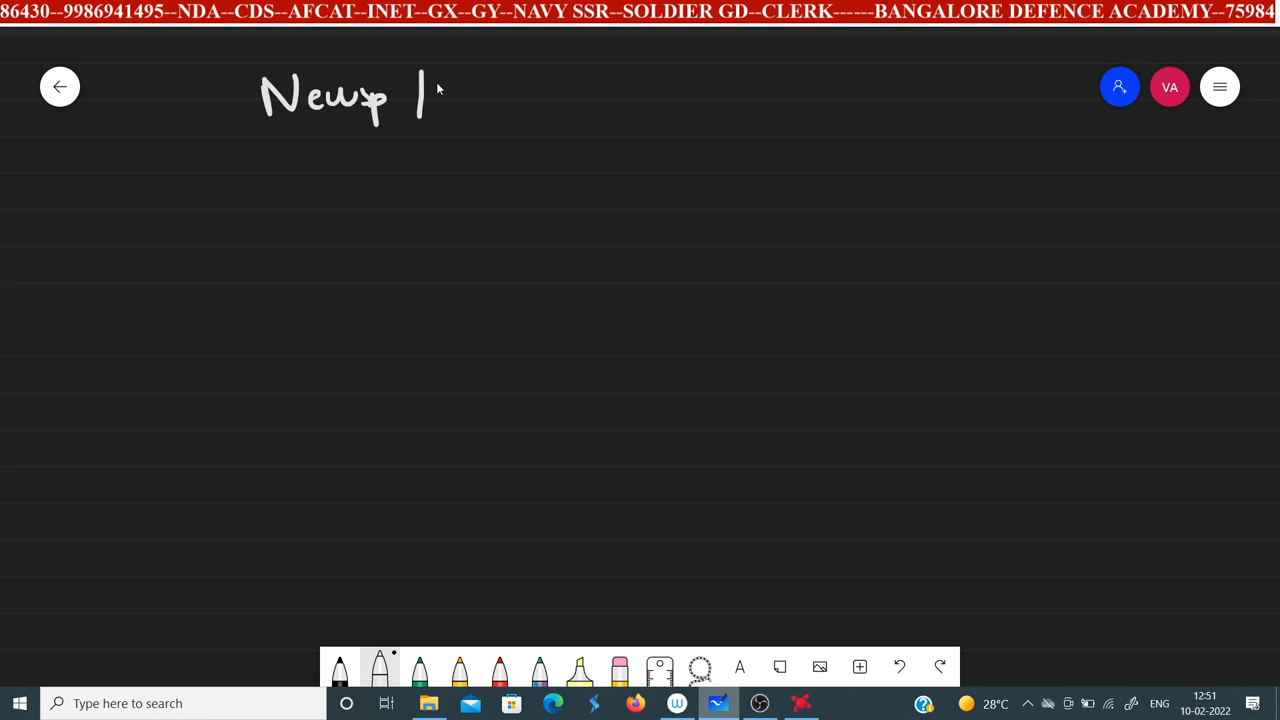 86430--9986941495--NDA--CDS--AFCAT--INET--GX--GY--NAVY SSR--SOLDIER GD--CLERK------BANGALORE DEFENCE ACADEMY--75984
VA
A
Type here to search
28°C
ENG
12:51
10-02-2022